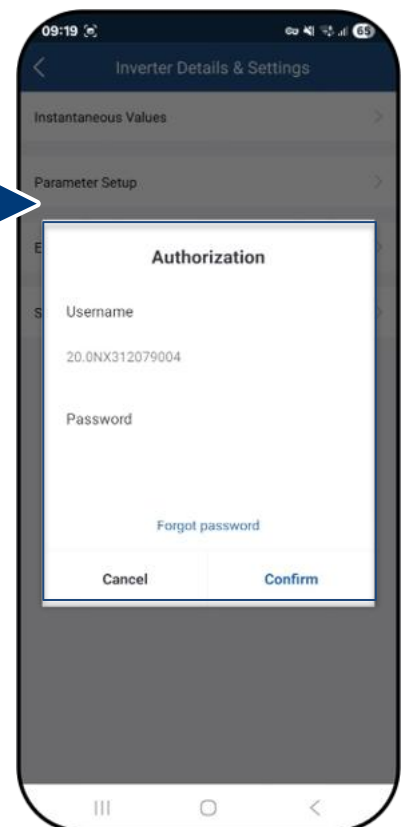 09:19
65
Inverter Details & Settings
Instantaneous Values
Parameter Setup
E
Authorization
S
Username
20.0NX312079004
Password
Forgot password
Cancel
Confirm